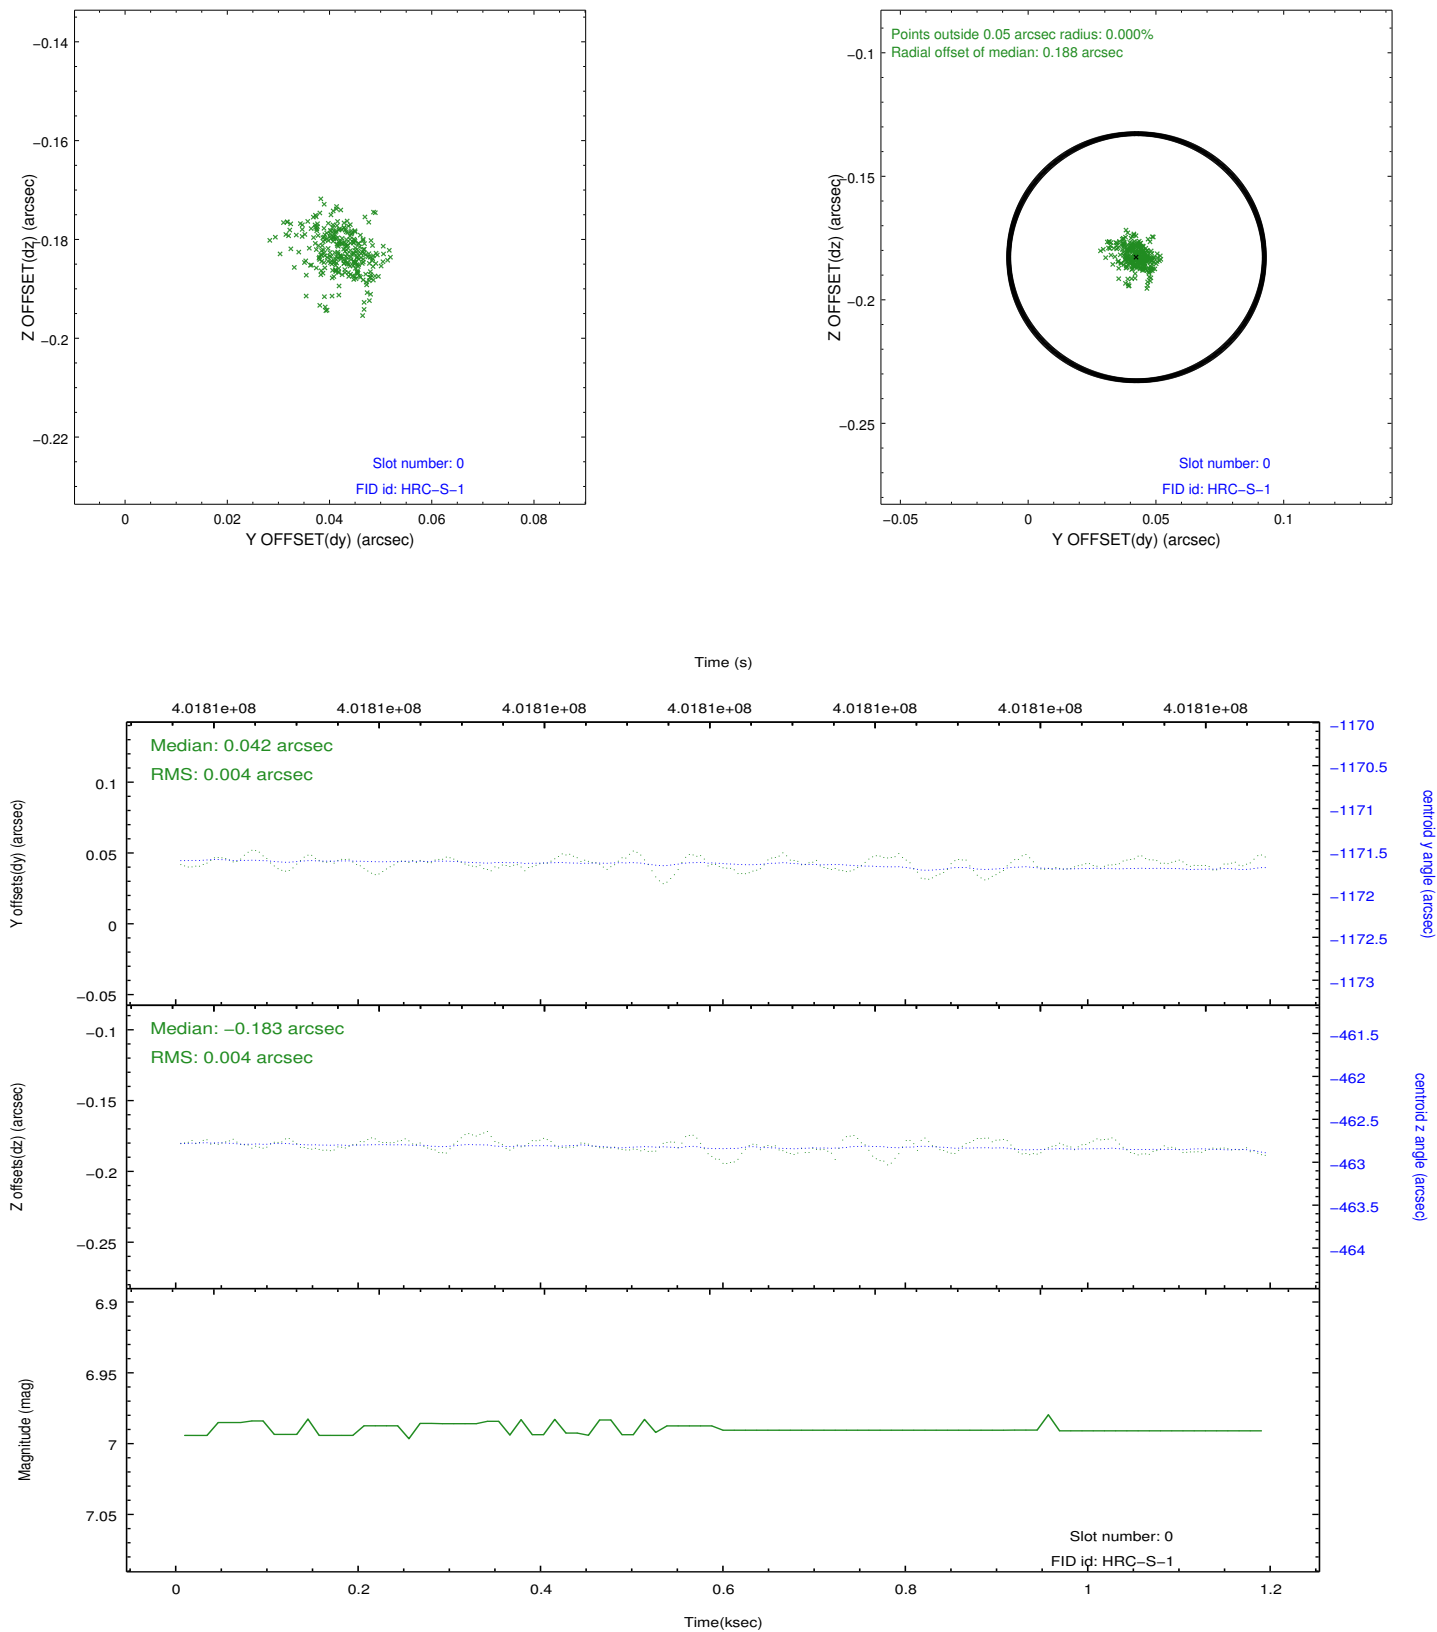 −0.14
−0.16
−0.18
−0.2
−0.22
Z OFFSET(dz) (arcsec)
Slot number: 0
FID id: HRC−S−1
0 0.02 0.04 0.06 0.08
Y OFFSET(dy) (arcsec)
Points outside 0.05 arcsec radius: 0.000%
Radial offset of median: 0.188 arcsec
−0.1
−0.15
−0.2
−0.25
Z OFFSET(dz) (arcsec)
Slot number: 0
FID id: HRC−S−1
−0.05 0 0.05 0.1
Y OFFSET(dy) (arcsec)
Time (s)
4.0181e+08 4.0181e+08 4.0181e+08 4.0181e+08 4.0181e+08 4.0181e+08 4.0181e+08
Median: 0.042 arcsec
RMS: 0.004 arcsec
0.1
0.05
0
−0.05
Y offsets(dy) (arcsec)
−1170
−1170.5
−1171
−1171.5
−1172
−1172.5
−1173
centroid y angle (arcsec)
Median: −0.183 arcsec
RMS: 0.004 arcsec
−0.1
−0.15
−0.2
−0.25
Z offsets(dz) (arcsec)
−461.5
−462
−462.5
−463
−463.5
−464
centroid z angle (arcsec)
6.9
6.95
7
7.05
Magnitude (mag)
Slot number: 0
FID id: HRC−S−1
0 0.2 0.4 0.6 0.8 1 1.2
Time(ksec)